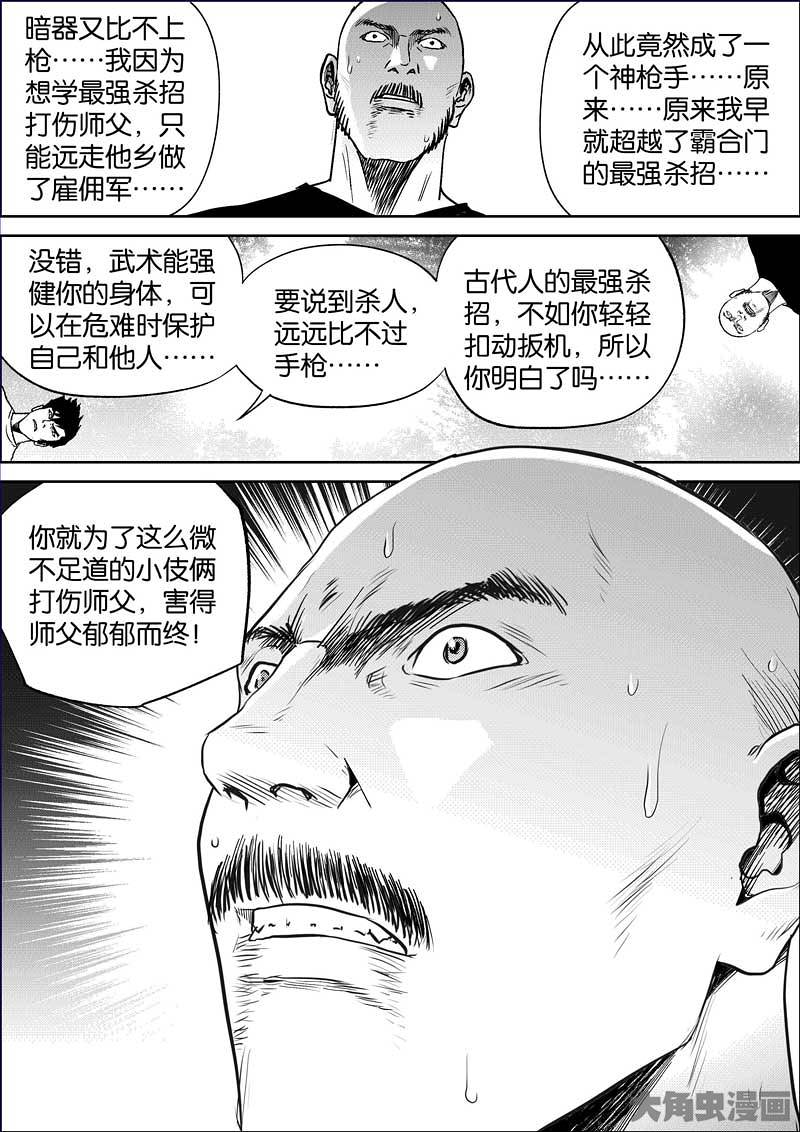 暗器又比不上
枪……我因为
想学最强杀招
打伤师父，只
能远走他乡做
了雇佣军……
从此竟然成了一
个神枪手……原
来……原来我早
就超越了霸合门
的最强杀招……
没错，武术能强
健你的身体，可
以在危难时保护
自己和他人……
要说到杀人，
远远比不过
手枪……
古代人的最强杀
招，不如你轻轻
扣动扳机，所以
你明白了吗……
你就为了这么微
不足道的小伎俩
打伤师父，害得
师父郁郁而终！
大角虫漫画